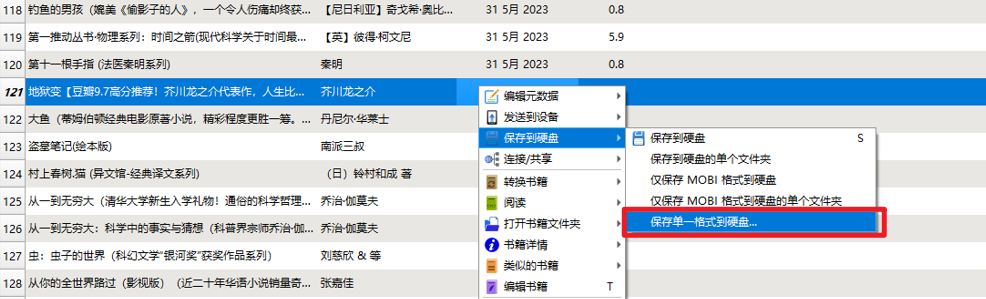 118 钓鱼的男孩（媲美《偷影子的人》，一个令人伤痛却终获... 【尼日利亚】奇戈希·奥比... 31 5月 2023 0.8
119 第一推动丛书·物理系列：时间之箭(现代科学关于时间最... 【英】彼得·柯文尼 31 5月 2023 5.9
120 第十一根手指 (法医秦明系列) 秦明 31 5月 2023 0.8
121 地狱变【豆瓣9.7高分推荐！芥川龙之介代表作，人生比... 芥川龙之介
122 大鱼（蒂姆伯顿经典电影原著小说，精彩程度更胜一筹。... 丹尼尔·华莱士
123 盗墓笔记(绘本版) 南派三叔
124 村上春树.猫 (异文馆-经典译文系列) （日）铃村和成 著
125 从一到无穷大（清华大学新生入学礼物！通俗的科学哲理... 乔治·伽莫夫
126 从一到无穷大：科学中的事实与猜想（科普界宗师乔治·伽... 乔治·伽莫夫
127 虫：虫子的世界（科幻文学“银河奖”获奖作品系列） 刘慈欣 & 等
128 从你的全世界路过（影视版）（近二十年华语小说销量奇... 张嘉佳
编辑元数据
发送到设备
保存到硬盘
连接/共享
转换书籍
阅读
打开书籍文件夹
书籍详情
类似的书籍
编辑书籍 T
保存到硬盘 S
保存到硬盘的单个文件夹
仅保存 MOBI 格式到硬盘
仅保存 MOBI 格式到硬盘的单个文件夹
保存单一格式到硬盘...